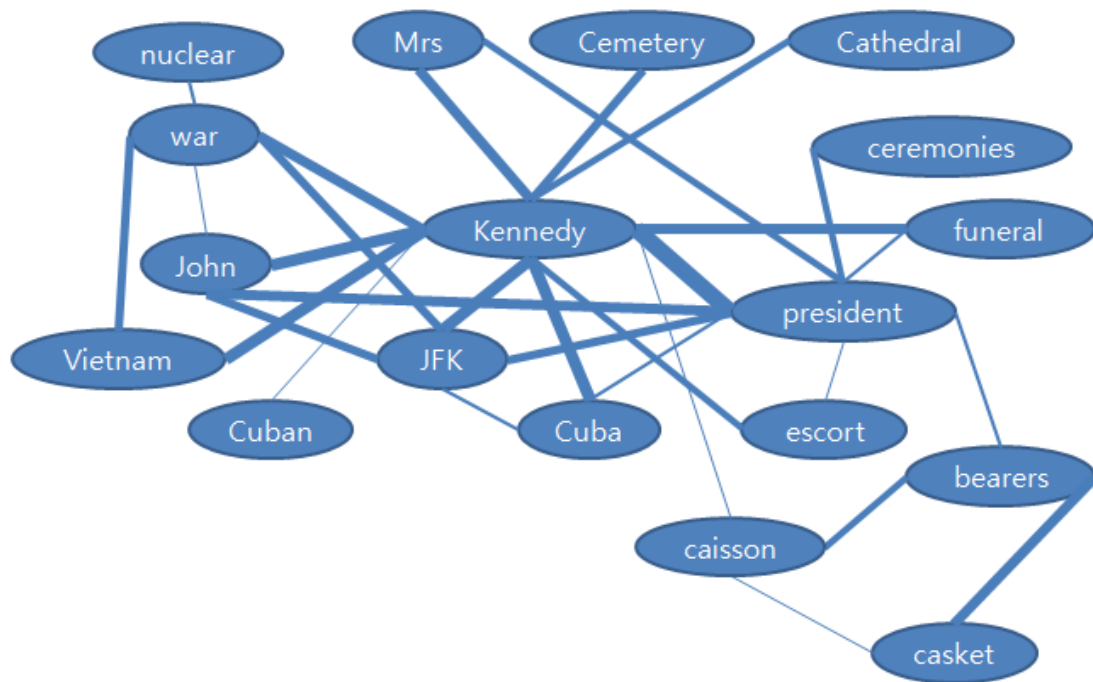 Mrs
Cemetery
Cathedral
nuclear
war
ceremonies
Kennedy
funeral
John
president
Vietnam
JFK
Cuban
Cuba
escort
bearers
caisson
casket